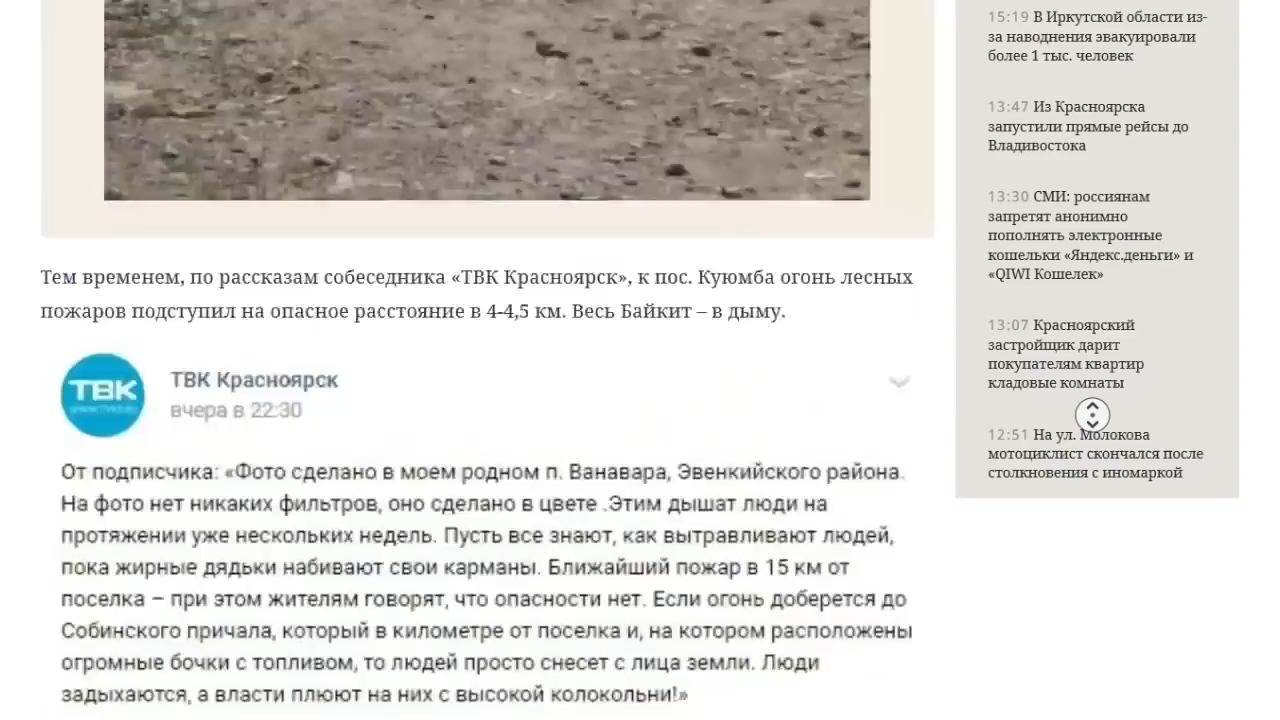 Тем временем, по рассказам собеседника «ТВК Красноярск», к пос. Куюмба огонь лесных
пожаров подступил на опасное расстояние в 4-4,5 км. Весь Байкит – в дыму.
ТВК
ТВК Красноярск
вчера в 22:30
От подписчика: «Фото сделано в моем родном п. Ванавара, Эвенкийского района.
На фото нет никаких фильтров, оно сделано в цвете .Этим дышат люди на
протяжении уже нескольких недель. Пусть все знают, как вытравливают людей,
пока жирные дядьки набивают свои карманы. Ближайший пожар в 15 км от
поселка – при этом жителям говорят, что опасности нет. Если огонь доберется до
Собинского причала, который в километре от поселка и, на котором расположены
огромные бочки с топливом, то людей просто снесет с лица земли. Люди
задыхаются, а власти плюют на них с высокой колокольни!»
15:19 В Иркутской области из-
за наводнения эвакуировали
более 1 тыс. человек
13:47 Из Красноярска
запустили прямые рейсы до
Владивостока
13:30 СМИ: россиянам
запретят анонимно
пополнять электронные
кошельки «Яндекс.деньги» и
«QIWI Кошелек»
13:07 Красноярский
застройщик дарит
покупателям квартир
кладовые комнаты
12:51 На ул. Молокова
мотоциклист скончался после
столкновения с иномаркой